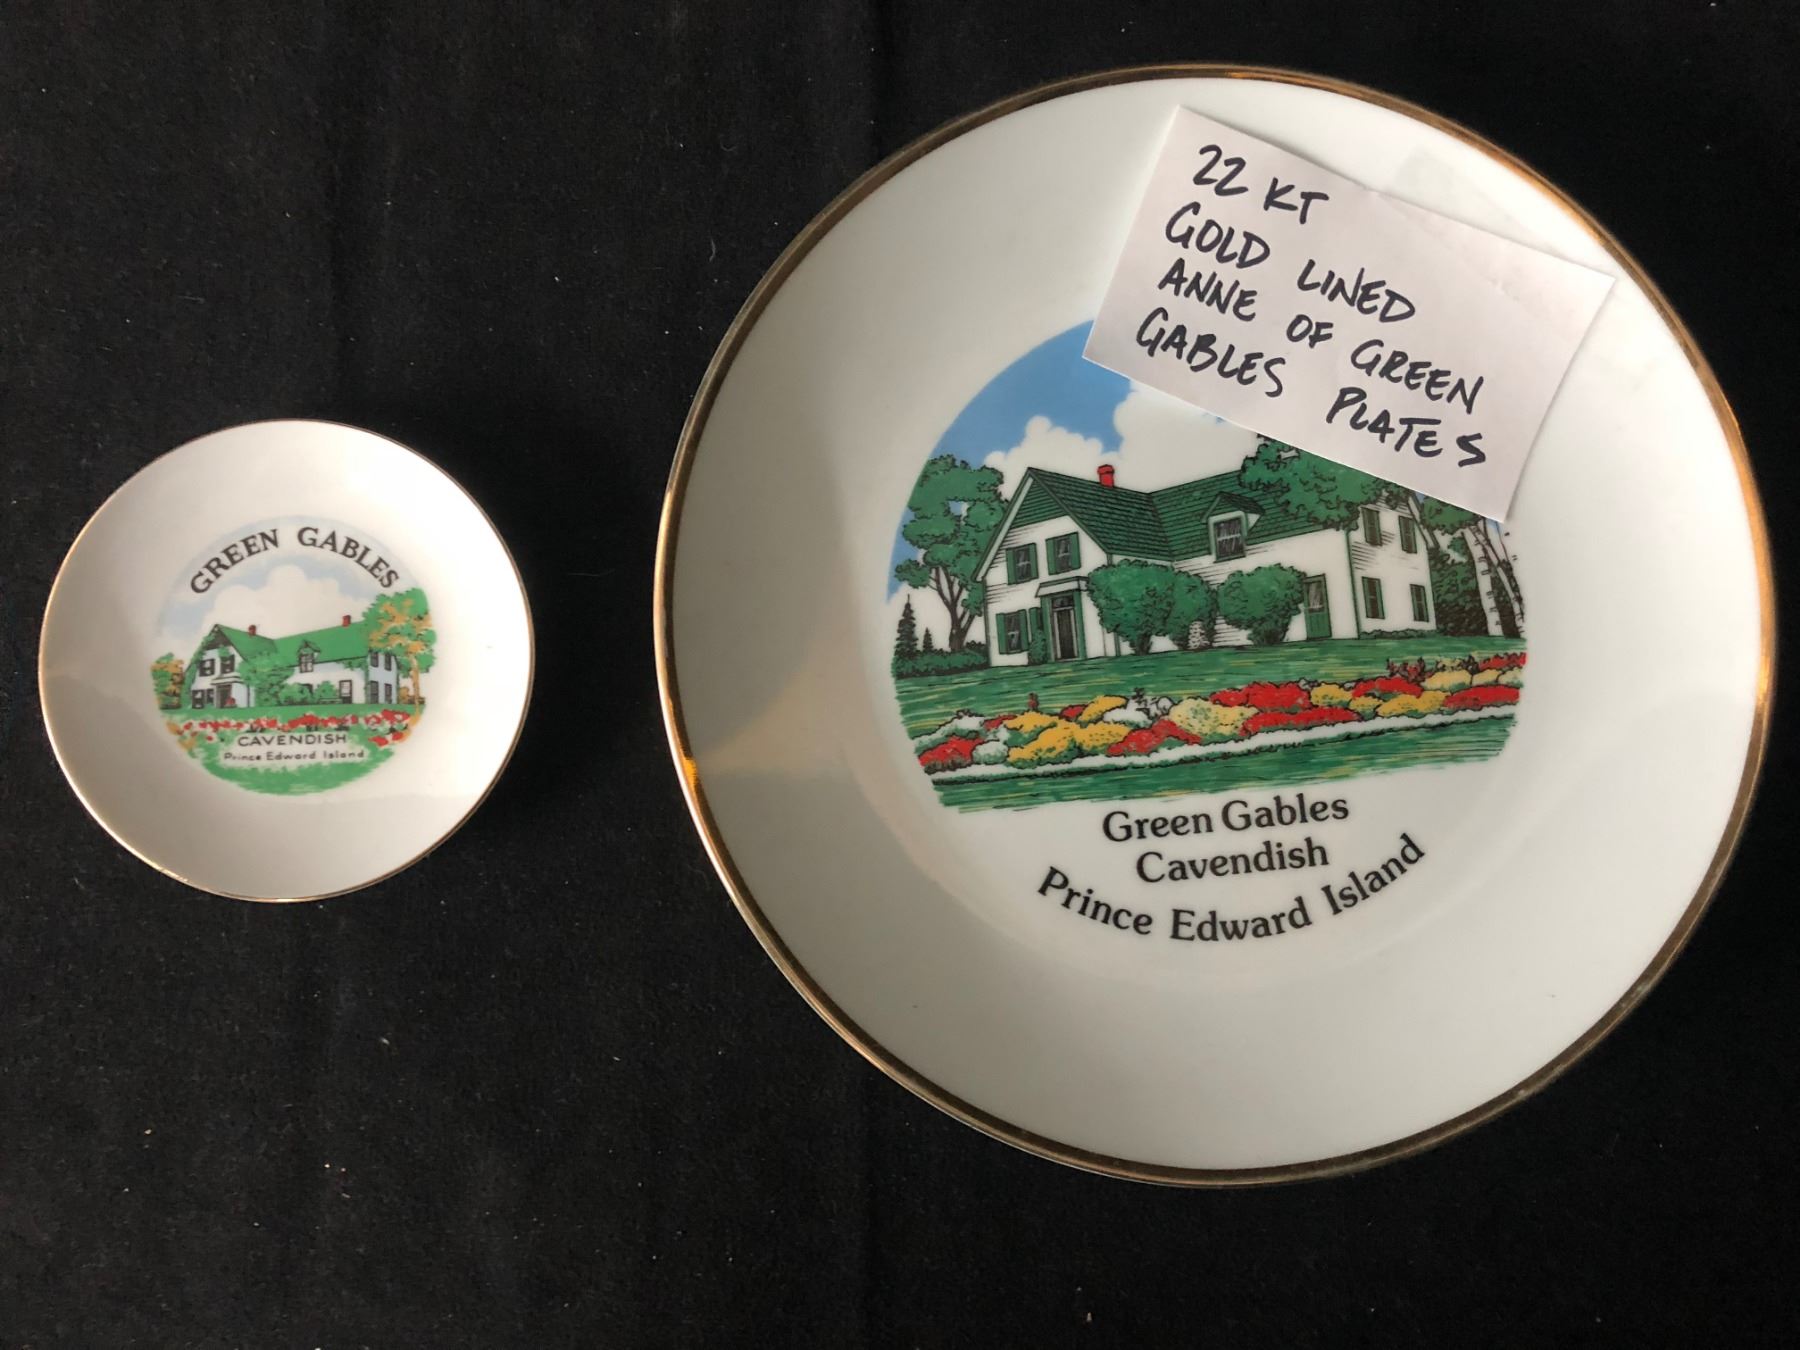 GREEN GABLES
CAVENDISH
Prince Edward Island
22 KT
GOLD LINED
ANNE OF GREEN
GABLES PLATES
Green Gables
Cavendish
Prince Edward Island